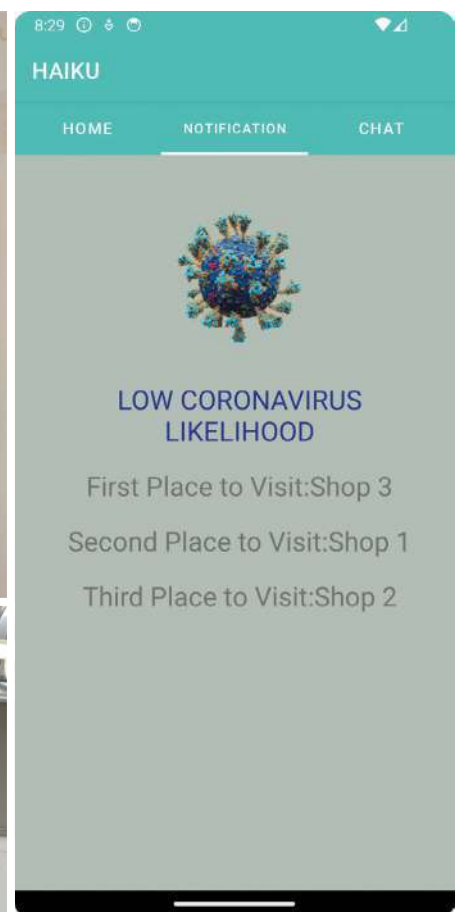 8:29
HAIKU
HOME NOTIFICATION CHAT
LOW CORONAVIRUS
LIKELIHOOD
First Place to Visit:Shop 3
Second Place to Visit:Shop 1
Third Place to Visit:Shop 2